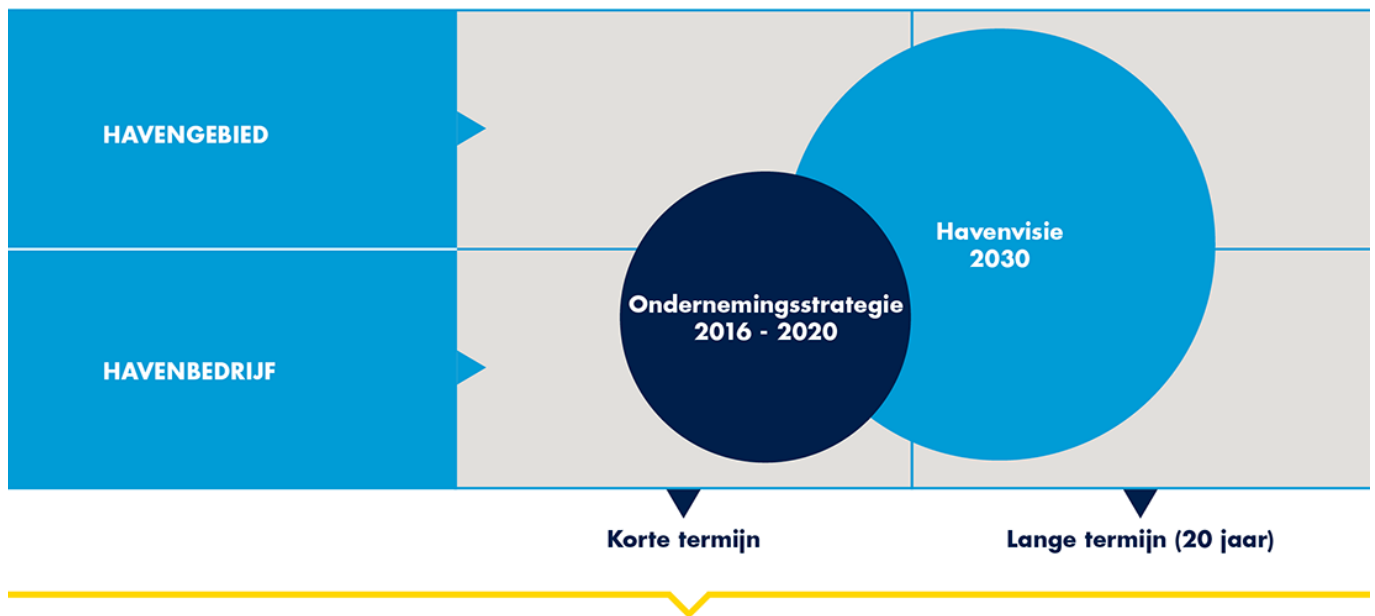 HAVENGEBIED
Havenvisie
2030
Ondernemingsstrategie
2016 - 2020
HAVENBEDRIJF
Korte termijn
Lange termijn (20 jaar)